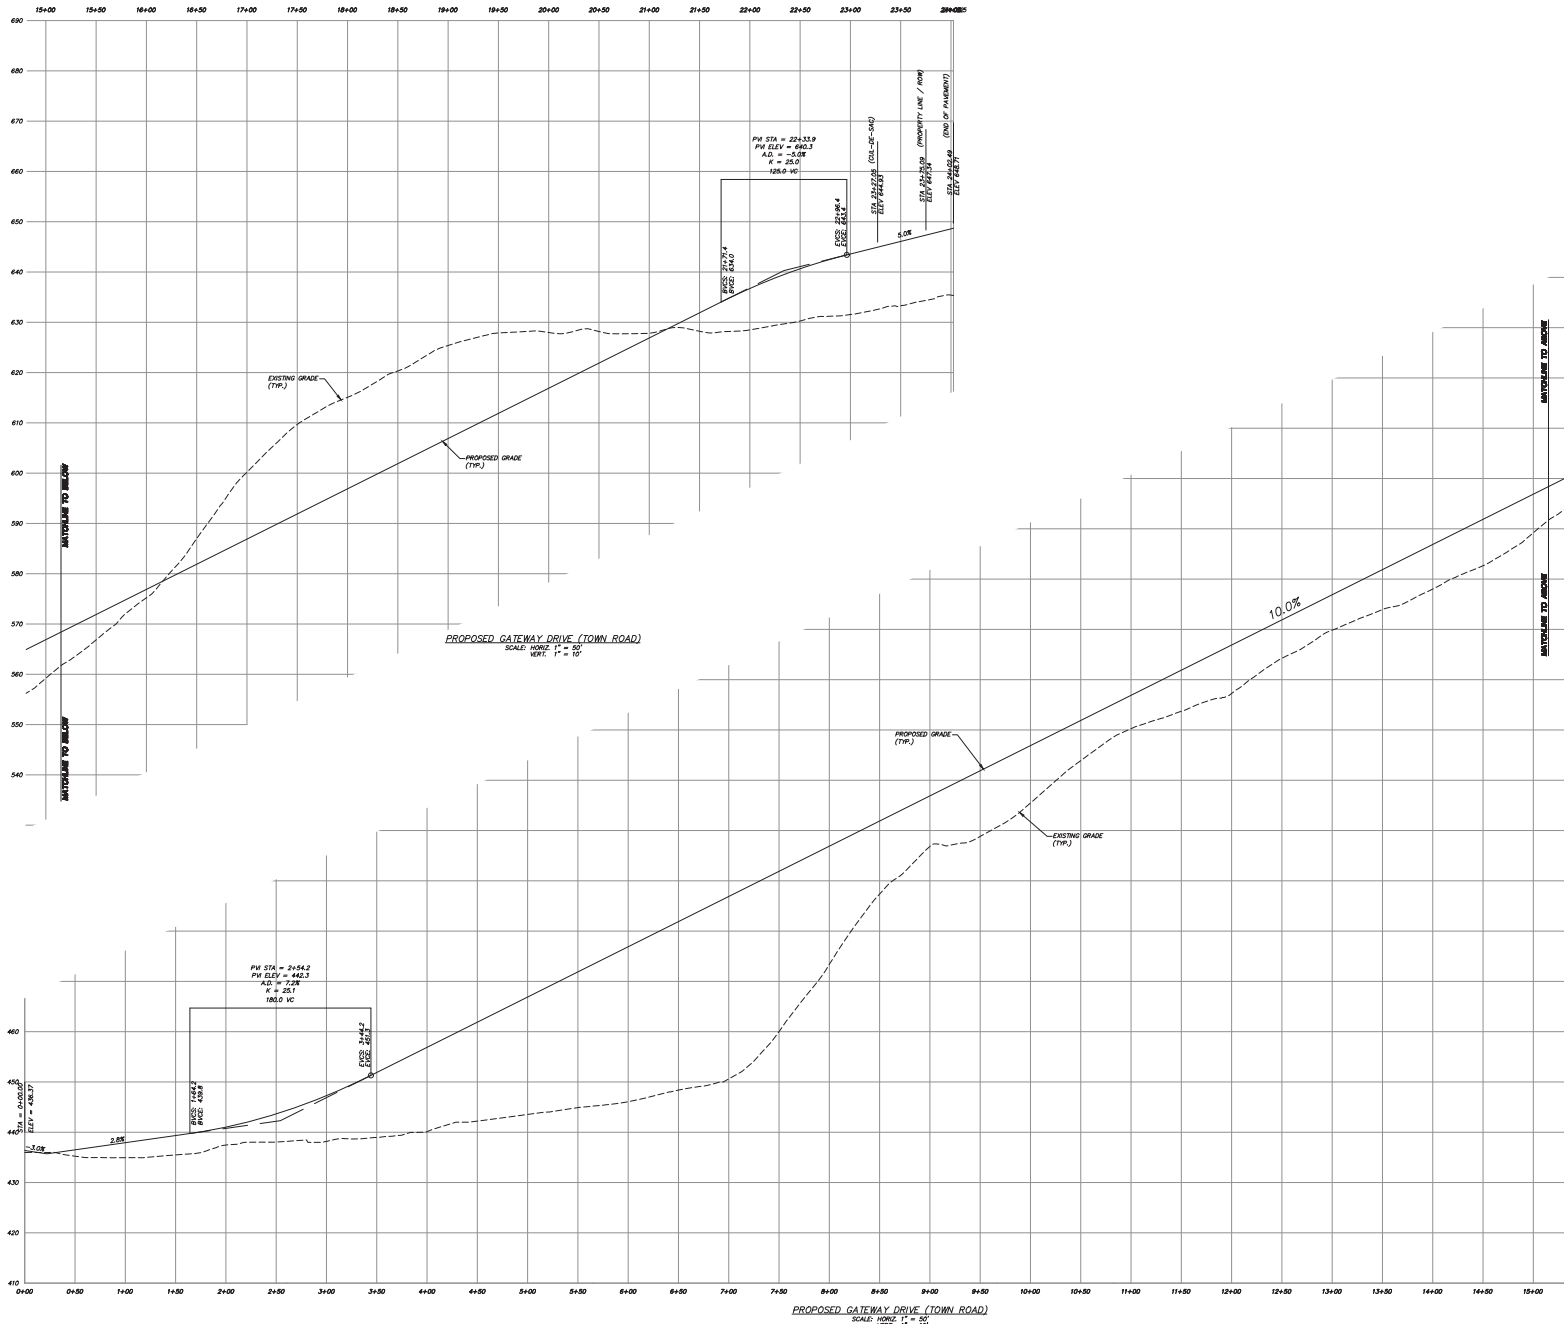 15+00 15+50 16+00 16+50 17+00 17+50 18+00 18+50 19+00 19+50 20+00 20+50 21+00 21+50 22+00 22+50 23+00 23+50
690
680
670
660
650
640
630
620
610
600
590
580
570
560
550
540
PVI STA = 22+33.9
PVI ELEV = 640.3
A.D. = -5.0%
K = 25.0
125.0 VC
BVCS: 21+71.4
BVCE: 634.0
EVCS: 22+96.4
EVCE: 643.4
STA 23+27.05 (CUL-DE-SAC)
ELEV 644.93
STA 23+75.09 (PROPERTY LINE / ROW)
ELEV 647.34
STA 24+02.49 (END OF PAVEMENT)
ELEV 648.71
5.0%
EXISTING GRADE
(TYP.)
PROPOSED GRADE
(TYP.)
MATCHLINE TO BELOW
MATCHLINE TO BELOW
PROPOSED GATEWAY DRIVE (TOWN ROAD)
SCALE: HORIZ. 1" = 50'
VERT. 1" = 10'
MATCHLINE TO ABOVE
MATCHLINE TO ABOVE
10.0%
PROPOSED GRADE
(TYP.)
EXISTING GRADE
(TYP.)
PVI STA = 2+54.2
PVI ELEV = 442.3
A.D. = 7.2%
K = 25.1
180.0 VC
BVCS: 1+64.2
BVCE: 439.8
EVCS: 3+44.2
EVCE: 451.3
STA = 0+00.00
ELEV = 436.37
-3.0%
2.8%
460
450
440
430
420
410
0+00 0+50 1+00 1+50 2+00 2+50 3+00 3+50 4+00 4+50 5+00 5+50 6+00 6+50 7+00 7+50 8+00 8+50 9+00 9+50 10+00 10+50 11+00 11+50 12+00 12+50 13+00 13+50 14+00 14+50 15+00
PROPOSED GATEWAY DRIVE (TOWN ROAD)
SCALE: HORIZ. 1" = 50'